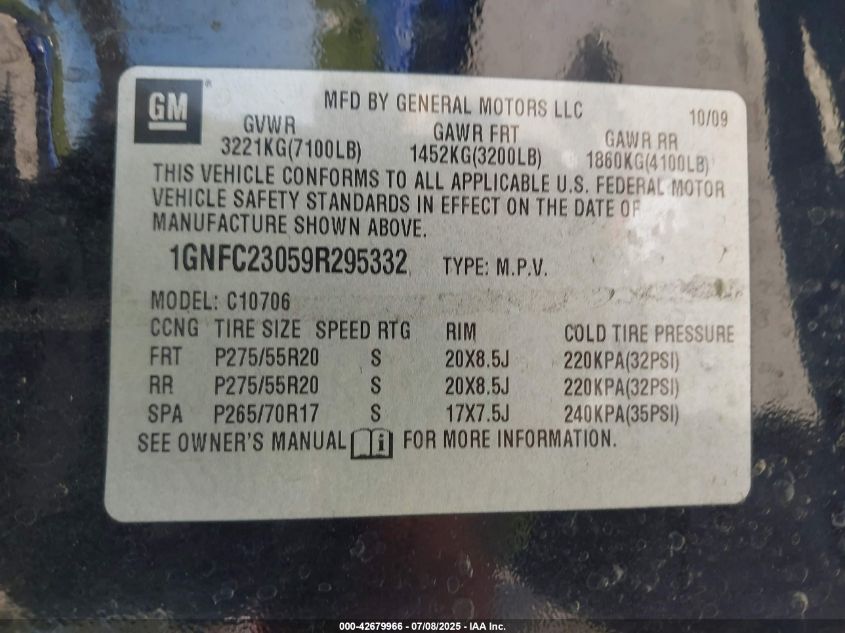 GM
MFD BY GENERAL MOTORS LLC 10/09
GVWR GAWR FRT GAWR RR
3221KG(7100LB) 1452KG(3200LB) 1860KG(4100LB)
THIS VEHICLE CONFORMS TO ALL APPLICABLE U.S. FEDERAL MOTOR
VEHICLE SAFETY STANDARDS IN EFFECT ON THE DATE OF
MANUFACTURE SHOWN ABOVE.
1GNFC23059R295332 TYPE: M.P.V.
MODEL: C10706
CCNG TIRE SIZE SPEED RTG RIM COLD TIRE PRESSURE
FRT P275/55R20 S 20X8.5J 220KPA(32PSI)
RR P275/55R20 S 20X8.5J 220KPA(32PSI)
SPA P265/70R17 S 17X7.5J 240KPA(35PSI)
SEE OWNER'S MANUAL i FOR MORE INFORMATION.
000-42679966 - 07/08/2025 - IAA Inc.